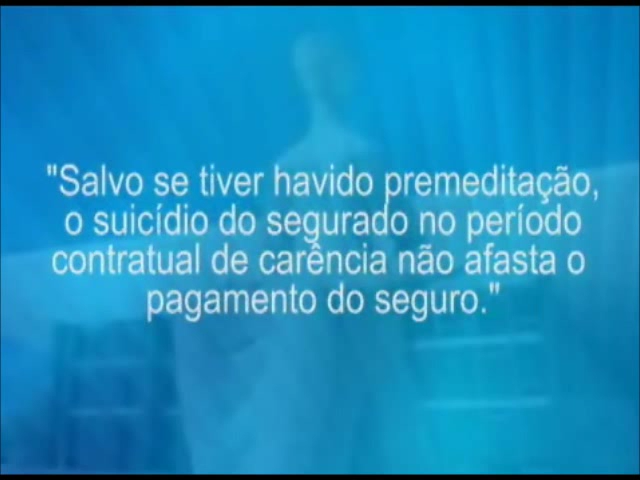 "Salvo se tiver havido premeditação,
o suicídio do segurado no período
contratual de carência não afasta o
pagamento do seguro."